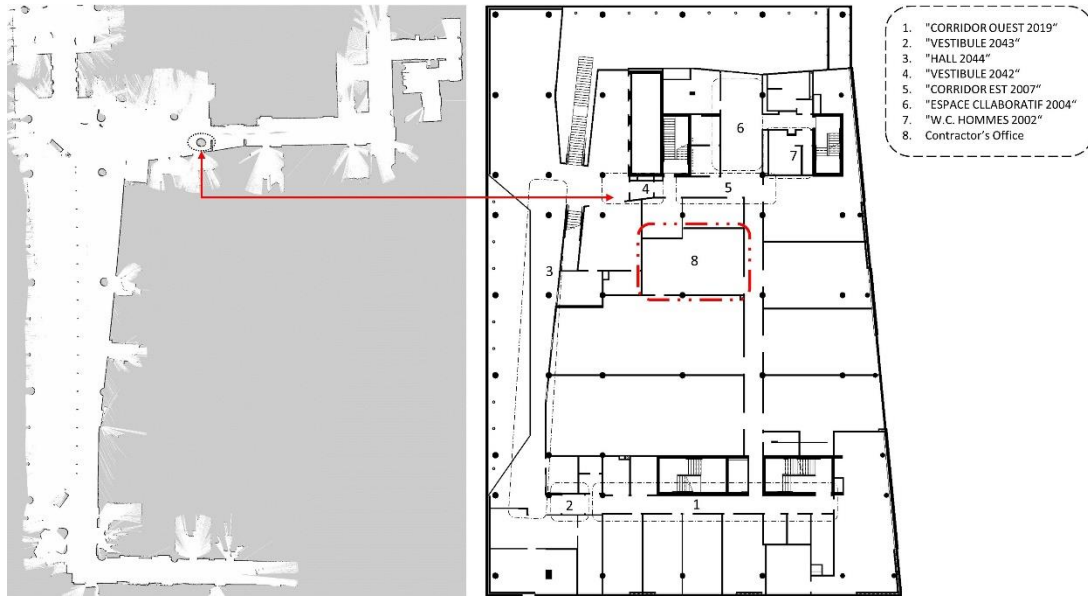 1. "CORRIDOR OUEST 2019"
2. "VESTIBULE 2043"
3. "HALL 2044"
4. "VESTIBULE 2042"
5. "CORRIDOR EST 2007"
6. "ESPACE CLLABORATIF 2004"
7. "W.C. HOMMES 2002"
8. Contractor's Office
6
7
4
5
3
8
2
1